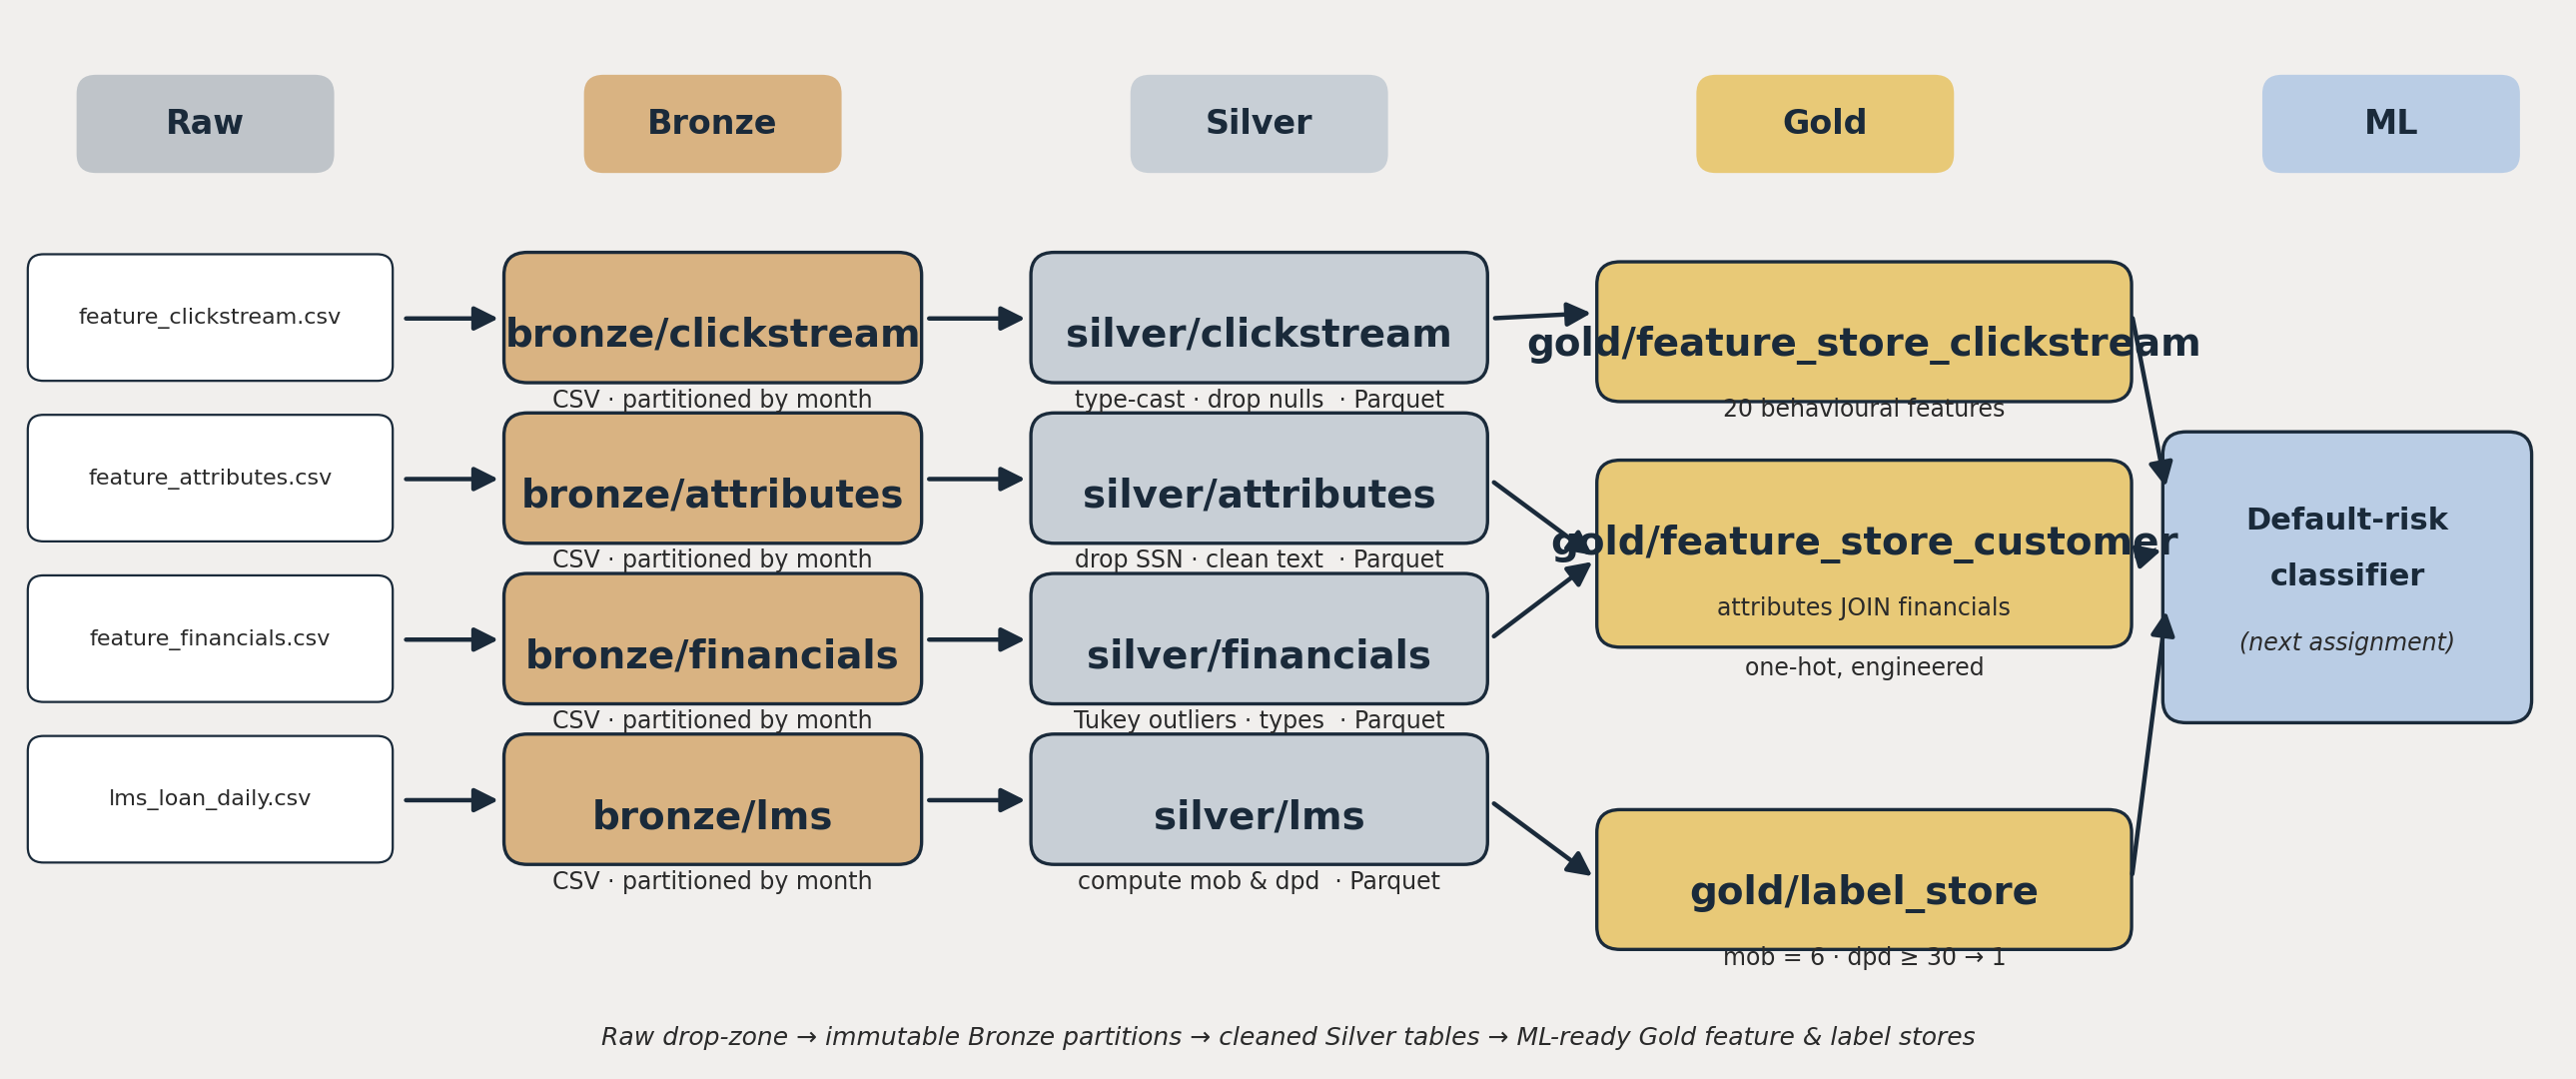 Raw
Bronze
Silver
Gold
ML
feature_clickstream.csv
bronze/clickstream
CSV · partitioned by month
silver/clickstream
type-cast · drop nulls · Parquet
gold/feature_store_clickstream
20 behavioural features
feature_attributes.csv
bronze/attributes
CSV · partitioned by month
silver/attributes
drop SSN · clean text · Parquet
gold/feature_store_customer
attributes JOIN financials
one-hot, engineered
Default-risk
classifier
(next assignment)
feature_financials.csv
bronze/financials
CSV · partitioned by month
silver/financials
Tukey outliers · types · Parquet
lms_loan_daily.csv
bronze/lms
CSV · partitioned by month
silver/lms
compute mob & dpd · Parquet
gold/label_store
mob = 6 · dpd ≥ 30 → 1
Raw drop-zone → immutable Bronze partitions → cleaned Silver tables → ML-ready Gold feature & label stores